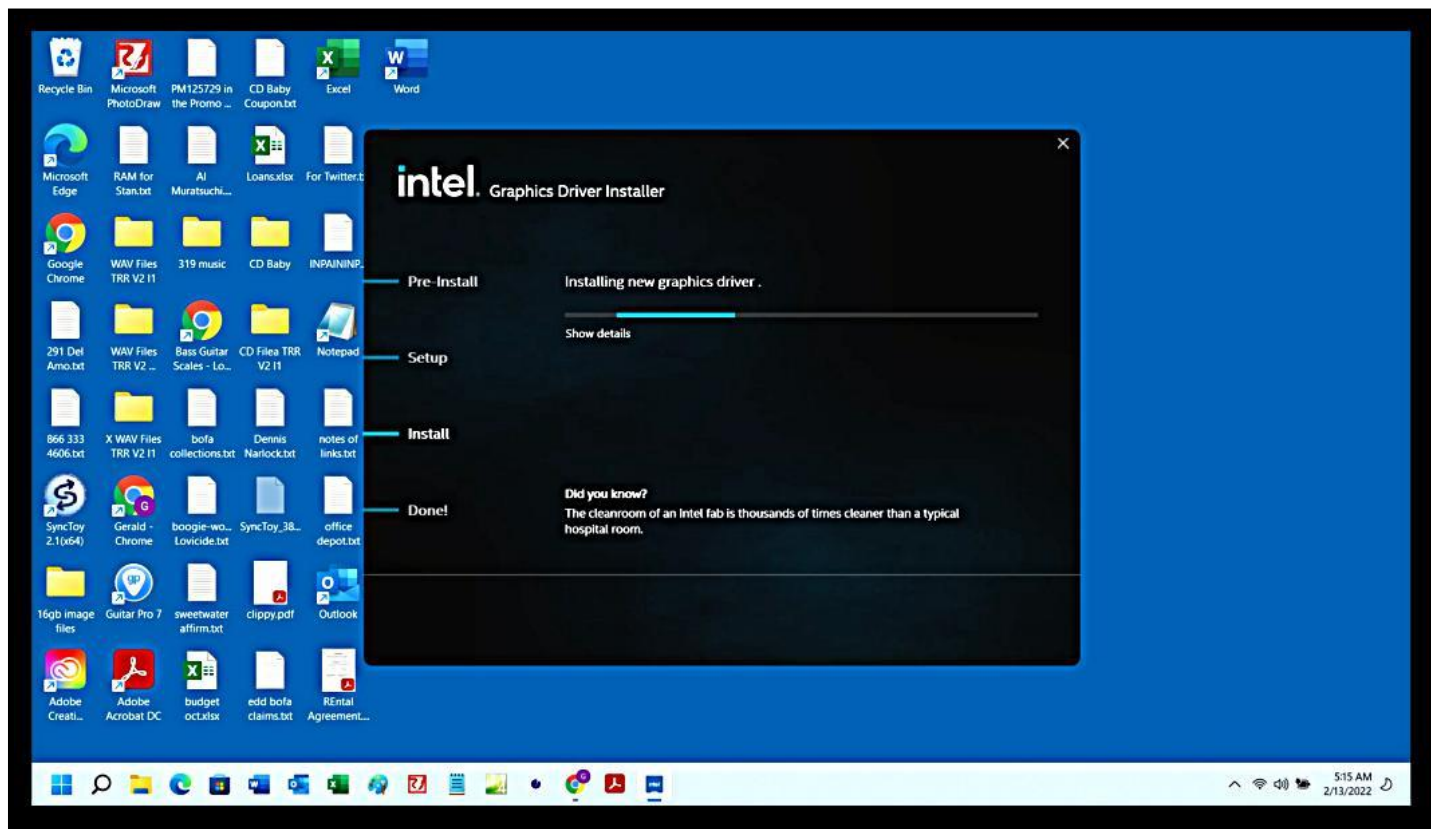 Recycle Bin
Microsoft
PhotoDraw
PM125729 in
the Promo ...
CD Baby
Coupon.txt
Excel
Word
Microsoft
Edge
RAM for
Stan.txt
AI
Muratsuchi...
Loans.xlsx
For Twitter.t
Google
Chrome
WAV Files
TRR V2 I1
319 music
CD Baby
INPAININP
291 Del
Amo.txt
WAV Files
TRR V2 ...
Bass Guitar
Scales - Lo...
CD Filea TRR
V2 I1
Notepad
866 333
4606.txt
X WAV Files
TRR V2 I1
bofa
collections.txt
Dennis
Narlock.txt
notes of
links.txt
SyncToy
2.1(x64)
Gerald -
Chrome
boogie-wo...
Lovicide.txt
SyncToy_38...
office
depot.txt
16gb image
files
Guitar Pro 7
sweetwater
affirm.txt
clippy.pdf
Outlook
Adobe
Creati...
Adobe
Acrobat DC
budget
oct.xlsx
edd bofa
claims.txt
REntal
Agreement...
intel. Graphics Driver Installer
Pre-Install
Setup
Install
Done!
Installing new graphics driver .
Show details
Did you know?
The cleanroom of an Intel fab is thousands of times cleaner than a typical
hospital room.
5:15 AM
2/13/2022